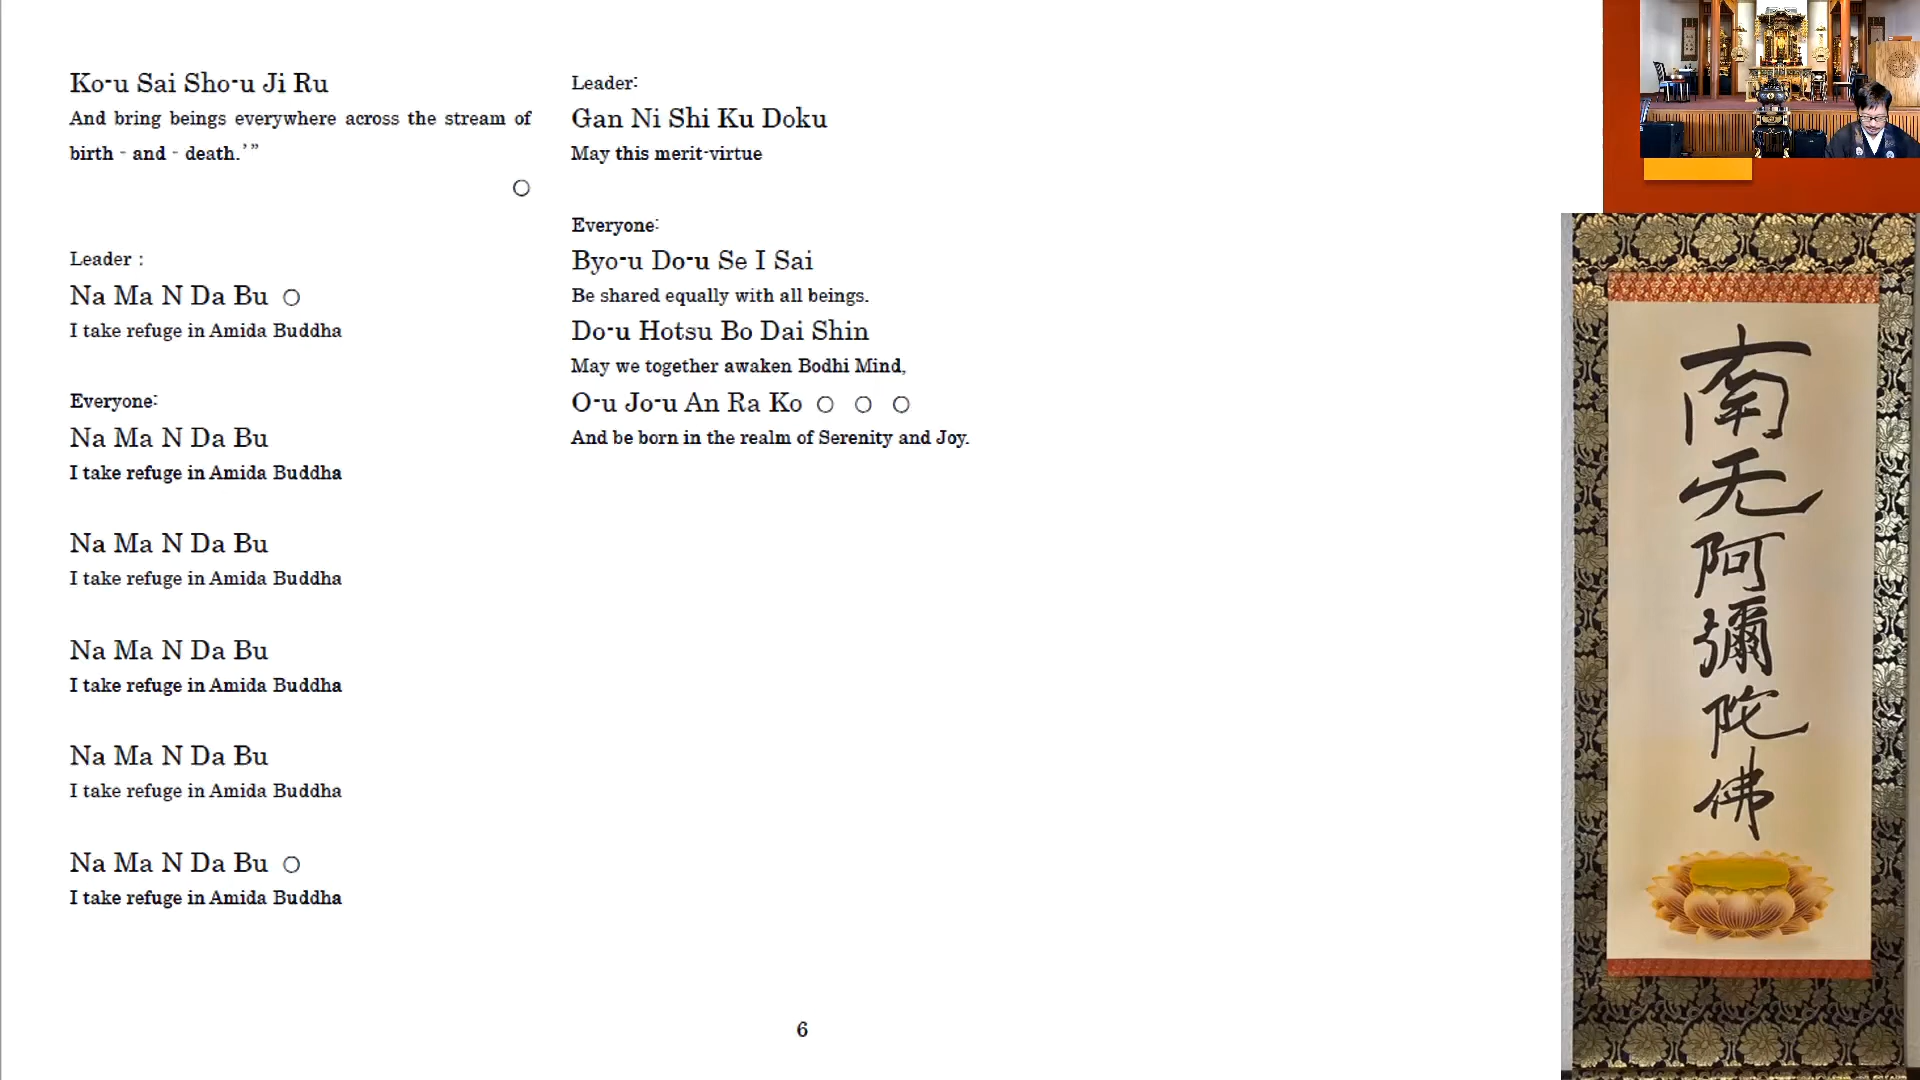 Ko-u Sai Sho-u Ji Ru
And bring beings everywhere across the stream of
birth - and - death.’”
○
Leader :
Na Ma N Da Bu ○
I take refuge in Amida Buddha
Everyone:
Na Ma N Da Bu
I take refuge in Amida Buddha
Na Ma N Da Bu
I take refuge in Amida Buddha
Na Ma N Da Bu
I take refuge in Amida Buddha
Na Ma N Da Bu
I take refuge in Amida Buddha
Na Ma N Da Bu ○
I take refuge in Amida Buddha
Leader:
Gan Ni Shi Ku Doku
May this merit-virtue
Everyone:
Byo-u Do-u Se I Sai
Be shared equally with all beings.
Do-u Hotsu Bo Dai Shin
May we together awaken Bodhi Mind,
O-u Jo-u An Ra Ko ○ ○ ○
And be born in the realm of Serenity and Joy.
6
南无阿彌陀佛